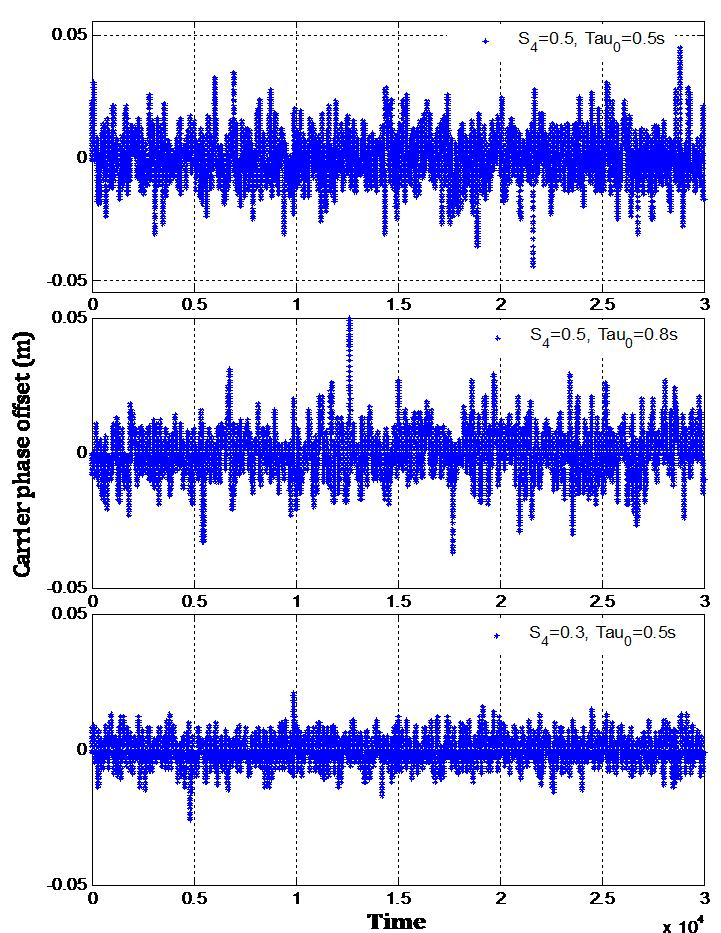 0.05
S4=0.5, Tau0=0.5s
0
-0.05
0 0.5 1 1.5 2 2.5 3
0.05
S4=0.5, Tau0=0.8s
0
-0.05
0 0.5 1 1.5 2 2.5 3
0.05
S4=0.3, Tau0=0.5s
0
-0.05
0 0.5 1 1.5 2 2.5 3
Carrier phase offset (m)
Time
x 10^4